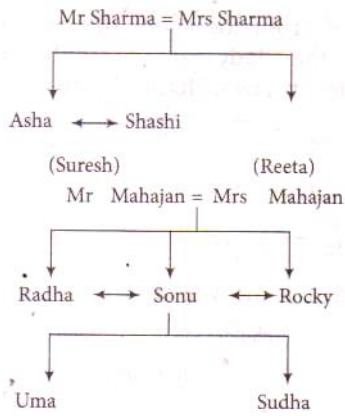 Mr Sharma = Mrs Sharma
Asha Shashi
(Suresh) (Reeta)
Mr Mahajan = Mrs Mahajan
Radha Sonu Rocky
Uma Sudha